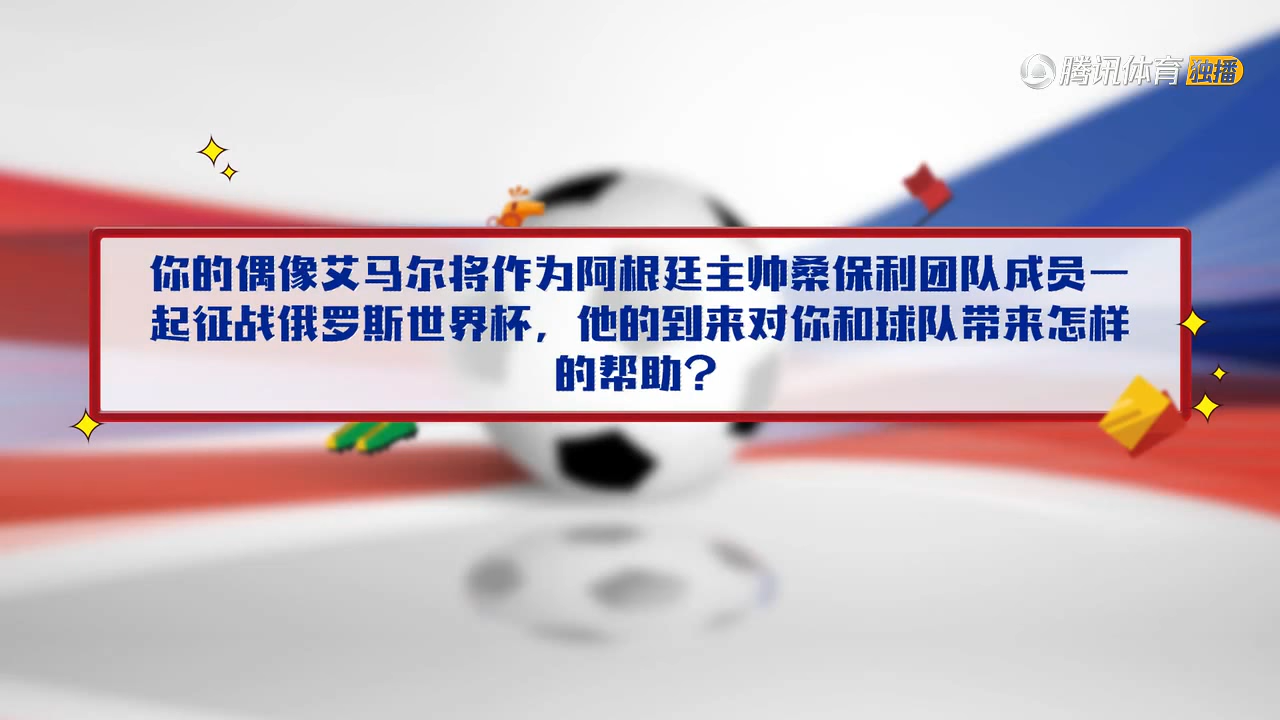 腾讯体育 独播
你的偶像艾马尔将作为阿根廷主帅桑保利团队成员一
起征战俄罗斯世界杯，他的到来对你和球队带来怎样
的帮助？